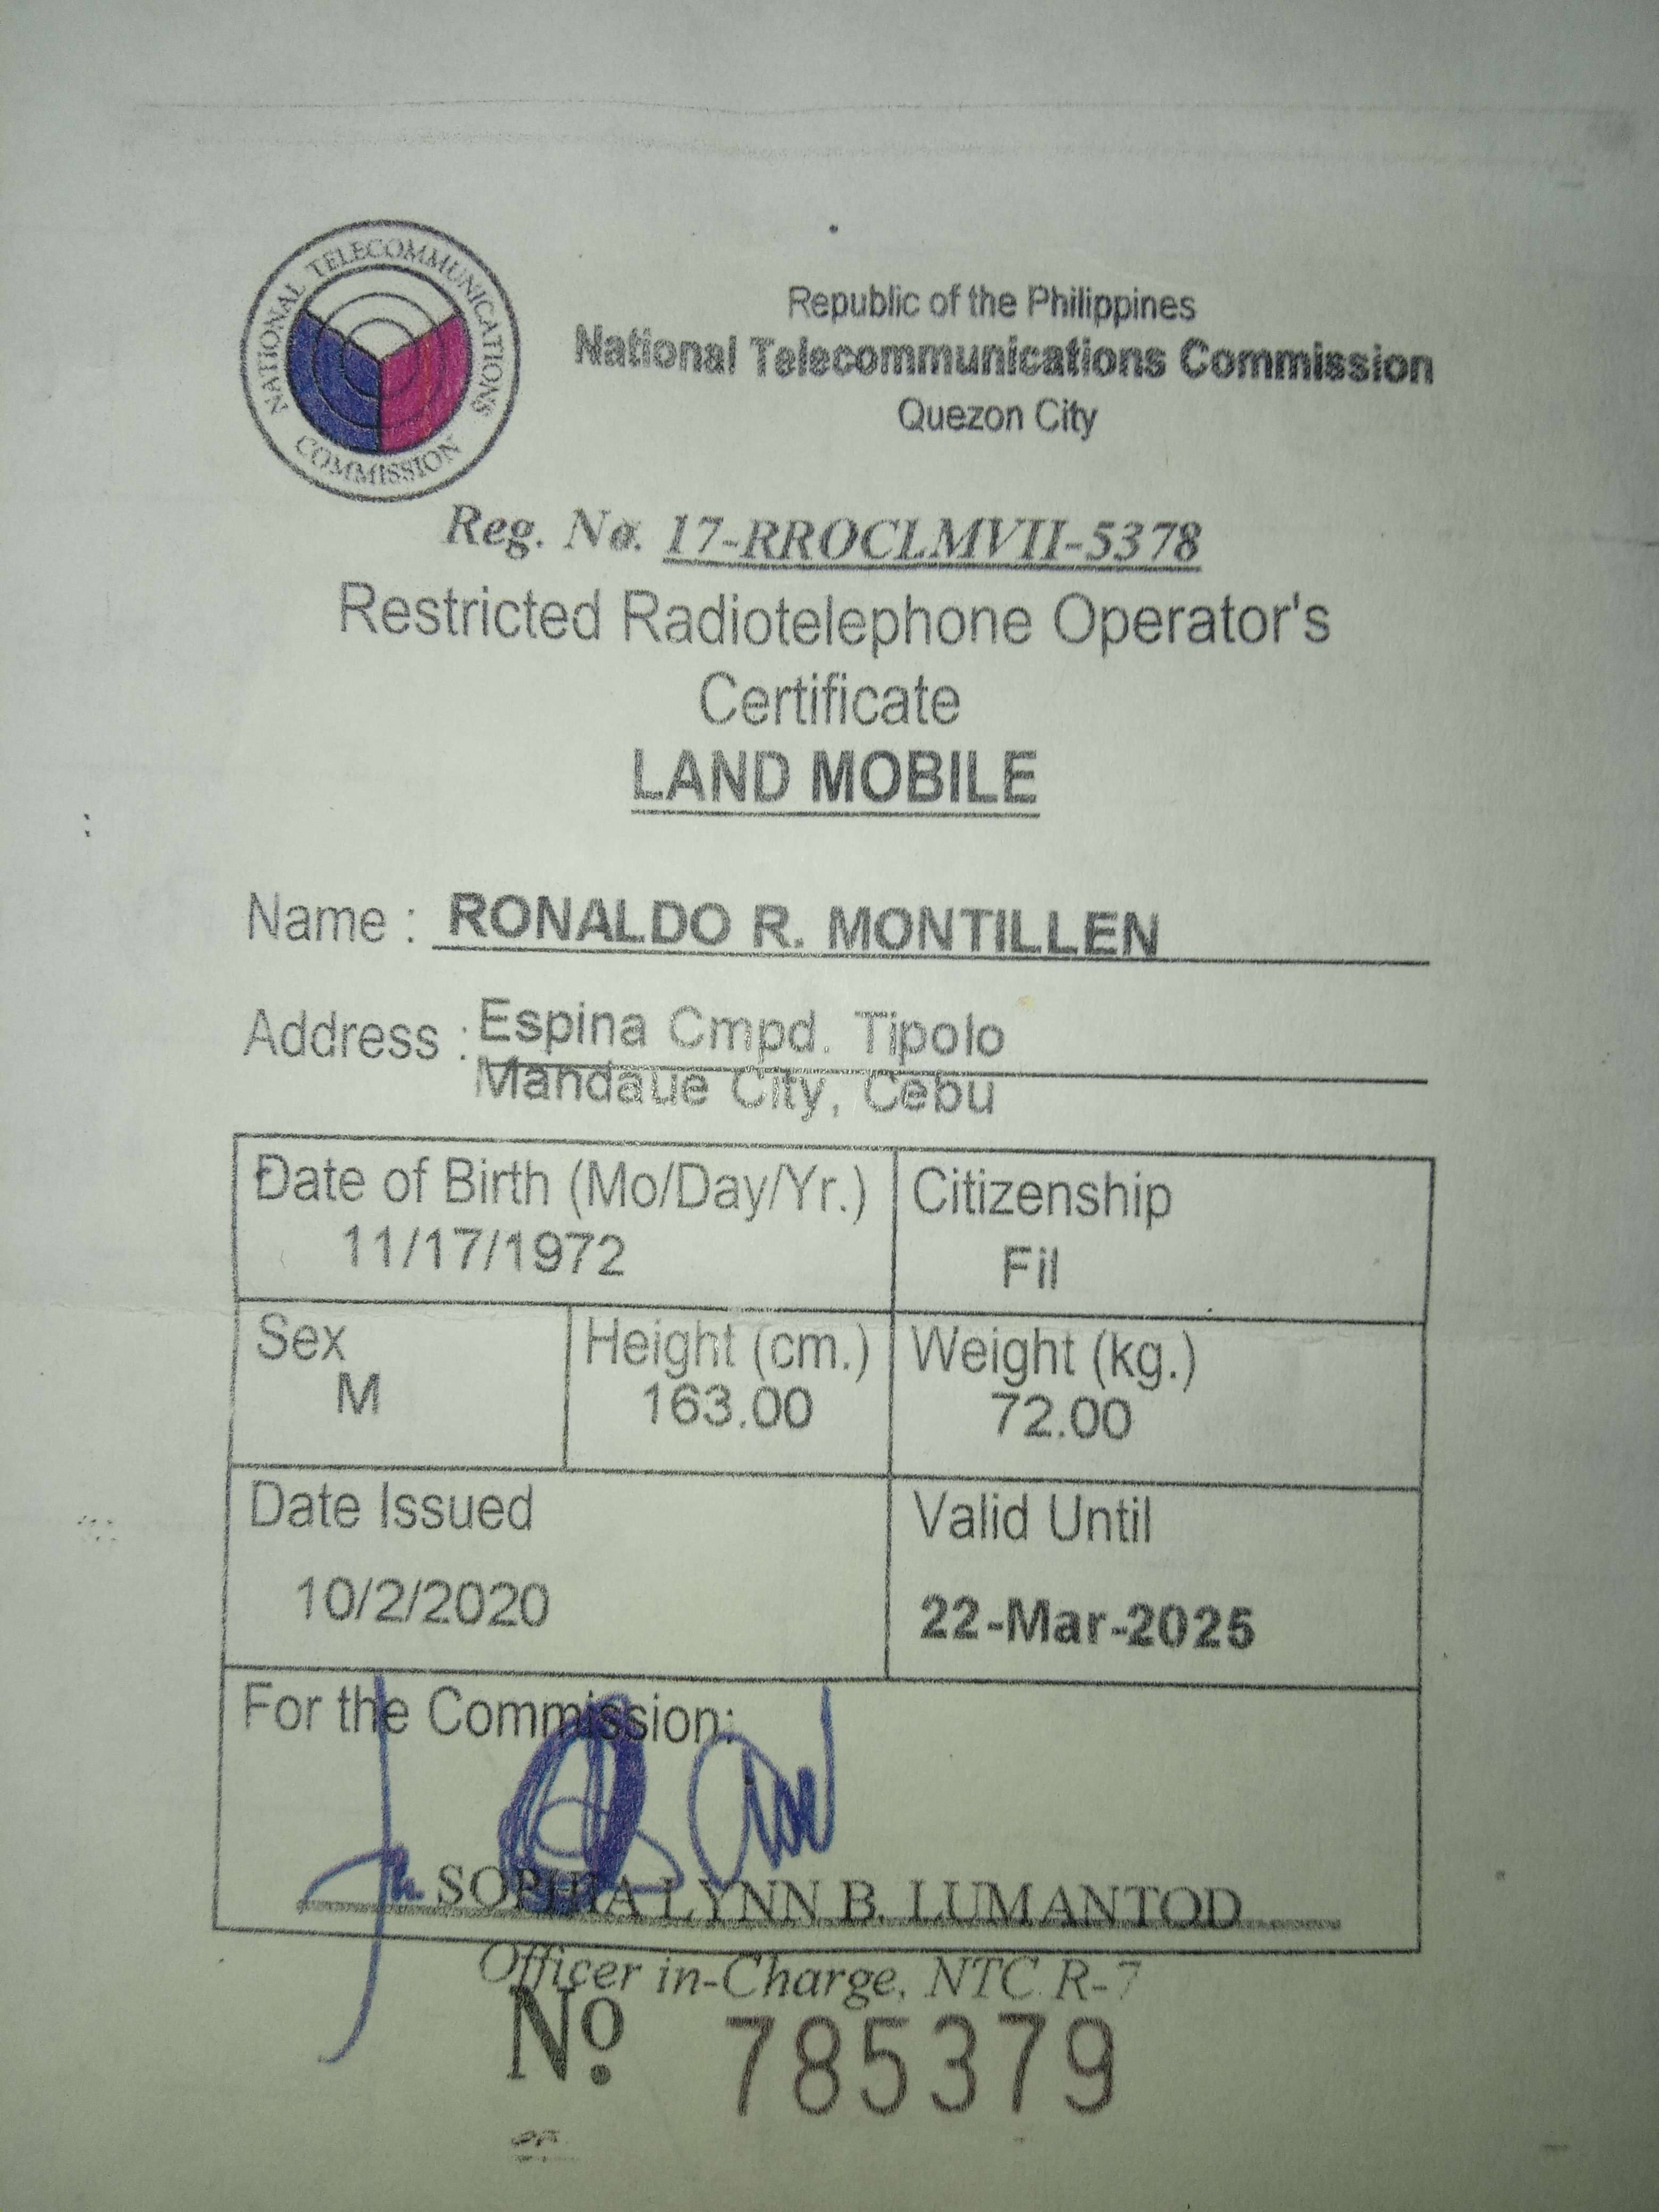 NATIONAL TELECOMMUNICATIONS COMMISSION
Republic of the Philippines
National Telecommunications Commission
Quezon City
Reg. No. 17-RROCLMVII-5378
Restricted Radiotelephone Operator's
Certificate
LAND MOBILE
Name : RONALDO R. MONTILLEN
Address : Espina Cmpd. Tipolo
Mandaue City, Cebu
Date of Birth (Mo/Day/Yr.) Citizenship
11/17/1972 Fil
Sex Height (cm.) Weight (kg.)
M 163.00 72.00
Date Issued Valid Until
10/2/2020 22-Mar-2025
For the Commission:
SOPHIA LYNN B. LUMANTOD
Officer in-Charge, NTC R-7
No. 785379